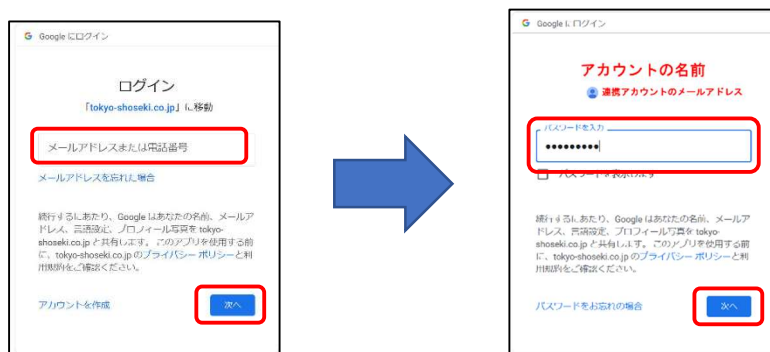 Google にログイン
ログイン
「tokyo-shoseki.co.jp」に移動
メールアドレスまたは電話番号
メールアドレスを忘れた場合
続行するにあたり、Google はあなたの名前、メールア
ドレス、言語設定、プロフィール写真を tokyo-
shoseki.co.jp と共有します。このアプリを使用する前
に、tokyo-shoseki.co.jp のプライバシー ポリシーと利
用規約をご確認ください。
アカウントを作成
次へ
Google にログイン
アカウントの名前
連携アカウントのメールアドレス
パスワードを入力
•••••••••
パスワードを表示します
続行するにあたり、Google はあなたの名前、メールア
ドレス、言語設定、プロフィール写真を tokyo-
shoseki.co.jp と共有します。このアプリを使用する前
に、tokyo-shoseki.co.jp のプライバシー ポリシーと利
用規約をご確認ください。
パスワードをお忘れの場合
次へ